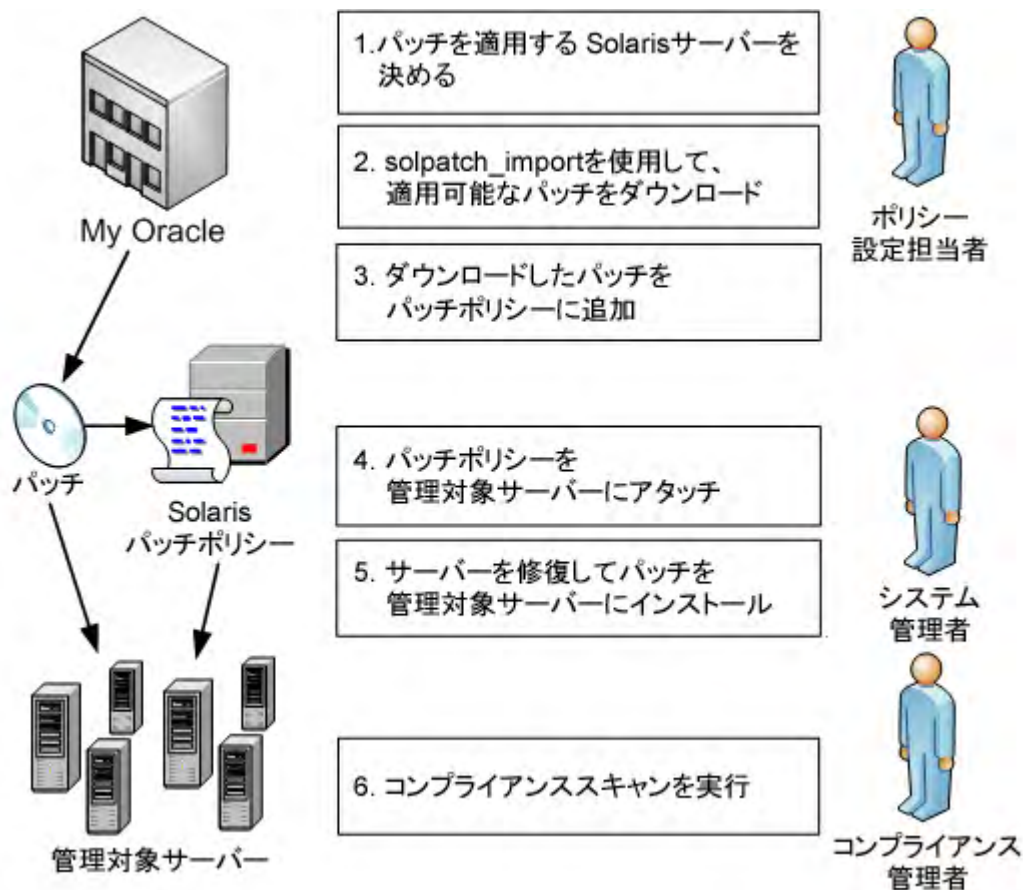 1.パッチを適用する Solarisサーバーを
決める
2. solpatch_importを使用して、
適用可能なパッチをダウンロード
My Oracle
ポリシー
設定担当者
3. ダウンロードしたパッチを
パッチポリシーに追加
パッチ
Solaris
パッチポリシー
4. パッチポリシーを
管理対象サーバーにアタッチ
5. サーバーを修復してパッチを
管理対象サーバーにインストール
システム
管理者
6. コンプライアンススキャンを実行
管理対象サーバー
コンプライアンス
管理者